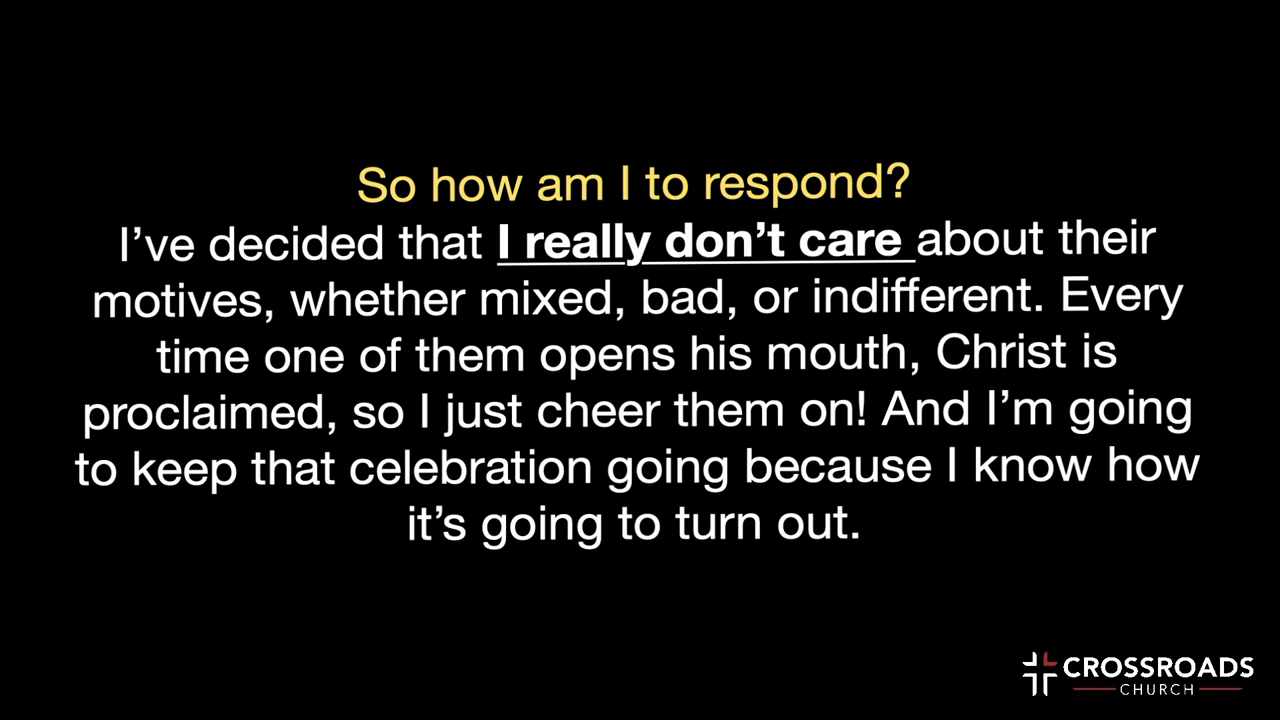 So how am I to respond?
I’ve decided that I really don’t care about their
motives, whether mixed, bad, or indifferent. Every
time one of them opens his mouth, Christ is
proclaimed, so I just cheer them on! And I’m going
to keep that celebration going because I know how
it’s going to turn out.
CROSSROADS
CHURCH